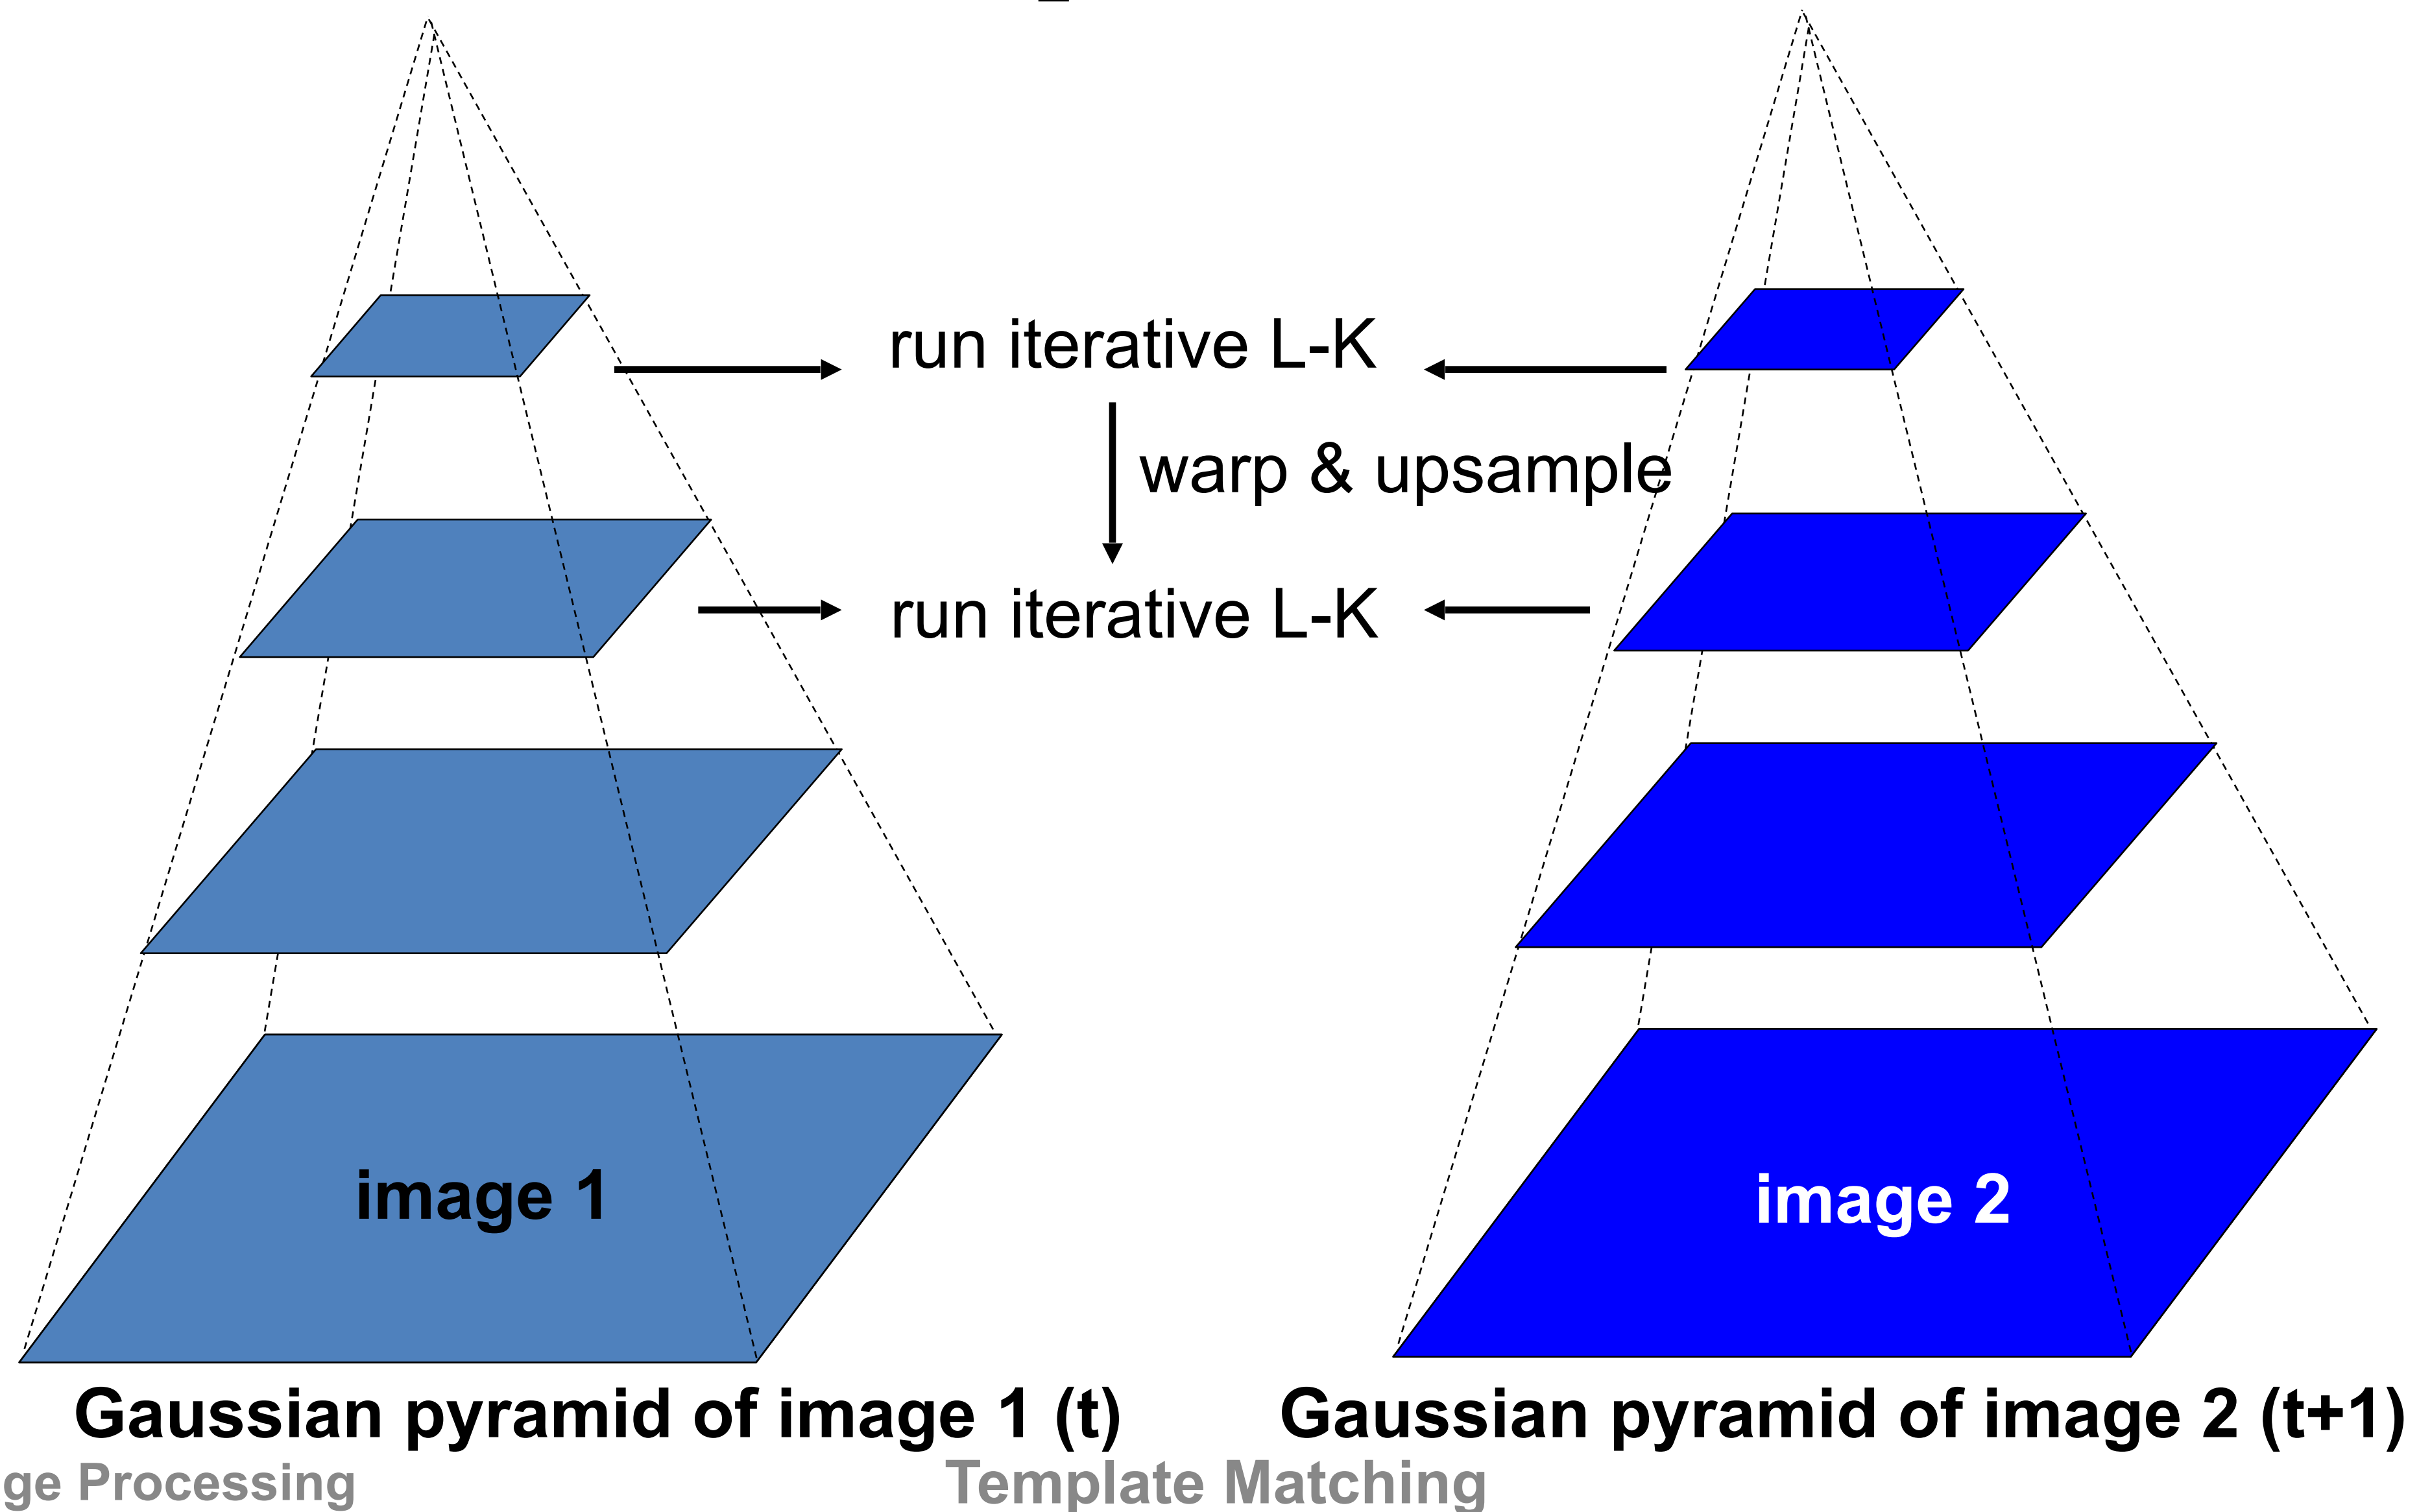 run iterative L-K
warp & upsample
run iterative L-K
image 1
image 2
Gaussian pyramid of image 1 (t)
Gaussian pyramid of image 2 (t+1)
ge Processing
Template Matching